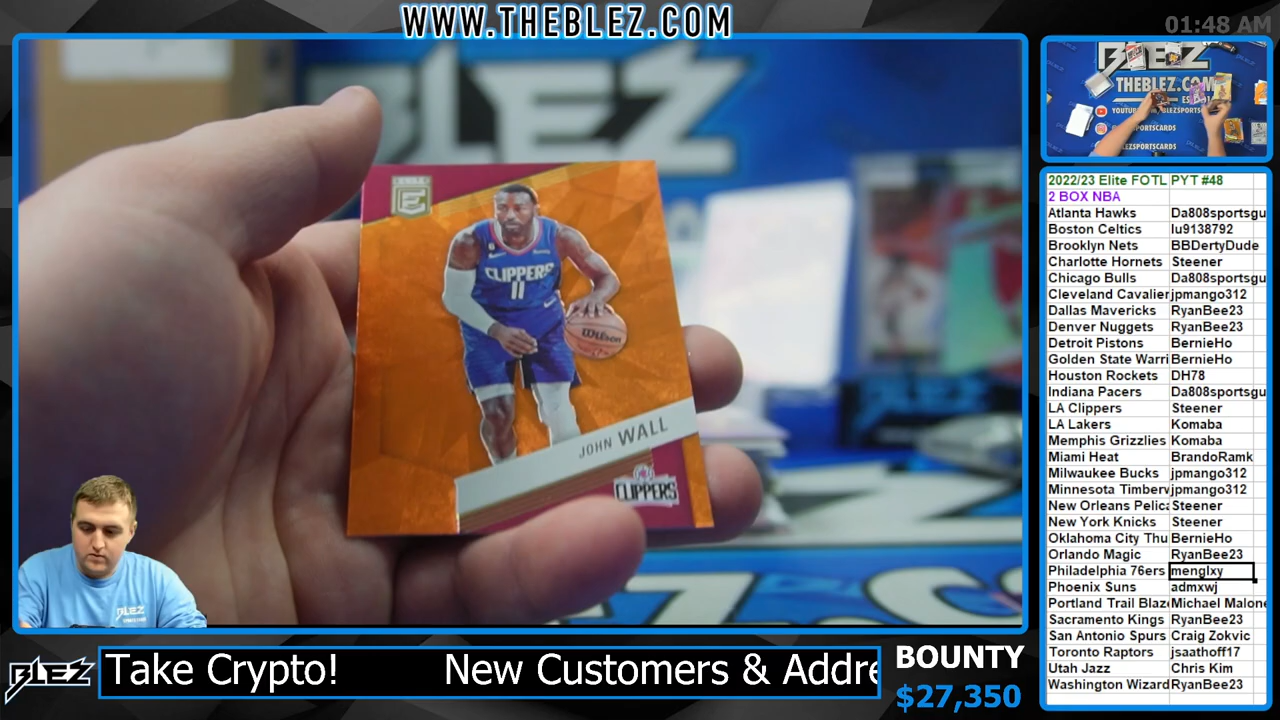 WWW.THEBLEZ.COM
01:48 AM
BLEZ
THEBLEZ.COM
CLIPPERS
11
Wilson
JOHN WALL
CLIPPERS
BLEZ
2022/23 Elite FOTL PYT #48
2 BOX NBA
Atlanta Hawks Da808sportsgu
Boston Celtics lu9138792
Brooklyn Nets BBDertyDude
Charlotte Hornets Steener
Chicago Bulls Da808sportsgu
Cleveland Cavalier jpmango312
Dallas Mavericks RyanBee23
Denver Nuggets RyanBee23
Detroit Pistons BernieHo
Golden State Warri BernieHo
Houston Rockets DH78
Indiana Pacers Da808sportsgu
LA Clippers Steener
LA Lakers Komaba
Memphis Grizzlies Komaba
Miami Heat BrandoRamk
Milwaukee Bucks jpmango312
Minnesota Timberv jpmango312
New Orleans Pelica Steener
New York Knicks Steener
Oklahoma City Thu BernieHo
Orlando Magic RyanBee23
Philadelphia 76ers menglxy
Phoenix Suns admxwj
Portland Trail Blaz Michael Malone
Sacramento Kings RyanBee23
San Antonio Spurs Craig Zokvic
Toronto Raptors jsaathoff17
Utah Jazz Chris Kim
Washington Wizard RyanBee23
BLEZ
Take Crypto! New Customers & Addre
BOUNTY
$27,350